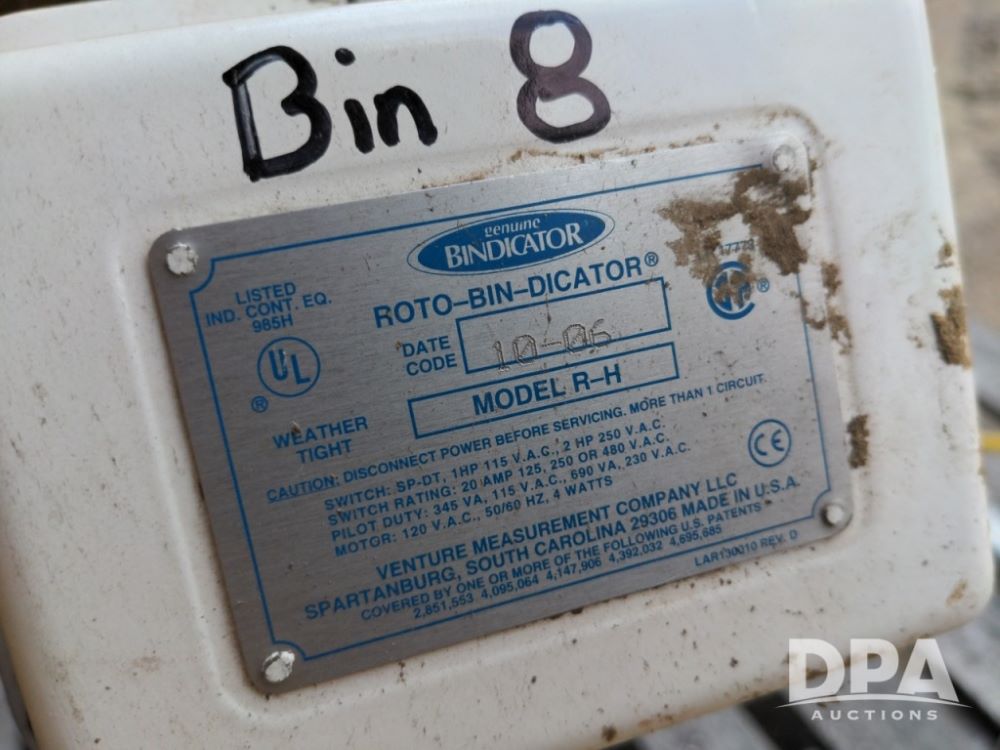 Bin 8
genuine
BINDICATOR
LISTED
IND. CONT. EQ.
985H
UL
®
WEATHER
TIGHT
ROTO-BIN-DICATOR®
DATE
CODE
10-06
MODEL R-H
®
CE
CAUTION: DISCONNECT POWER BEFORE SERVICING. MORE THAN 1 CIRCUIT.
SWITCH: SP-DT, 1HP 115 V.A.C., 2 HP 250 V.A.C.
SWITCH RATING: 20 AMP 125, 250 OR 480 V.A.C.
PILOT DUTY: 345 VA, 115 V.A.C., 690 VA, 230 V.A.C.
MOTOR: 120 V.A.C., 50/60 HZ, 4 WATTS
VENTURE MEASUREMENT COMPANY LLC
SPARTANBURG, SOUTH CAROLINA 29306 MADE IN U.S.A.
COVERED BY ONE OR MORE OF THE FOLLOWING U.S. PATENTS
2,851,553 4,095,064 4,147,906 4,392,032 4,695,685
LAR130010 REV. D
DPA
AUCTIONS